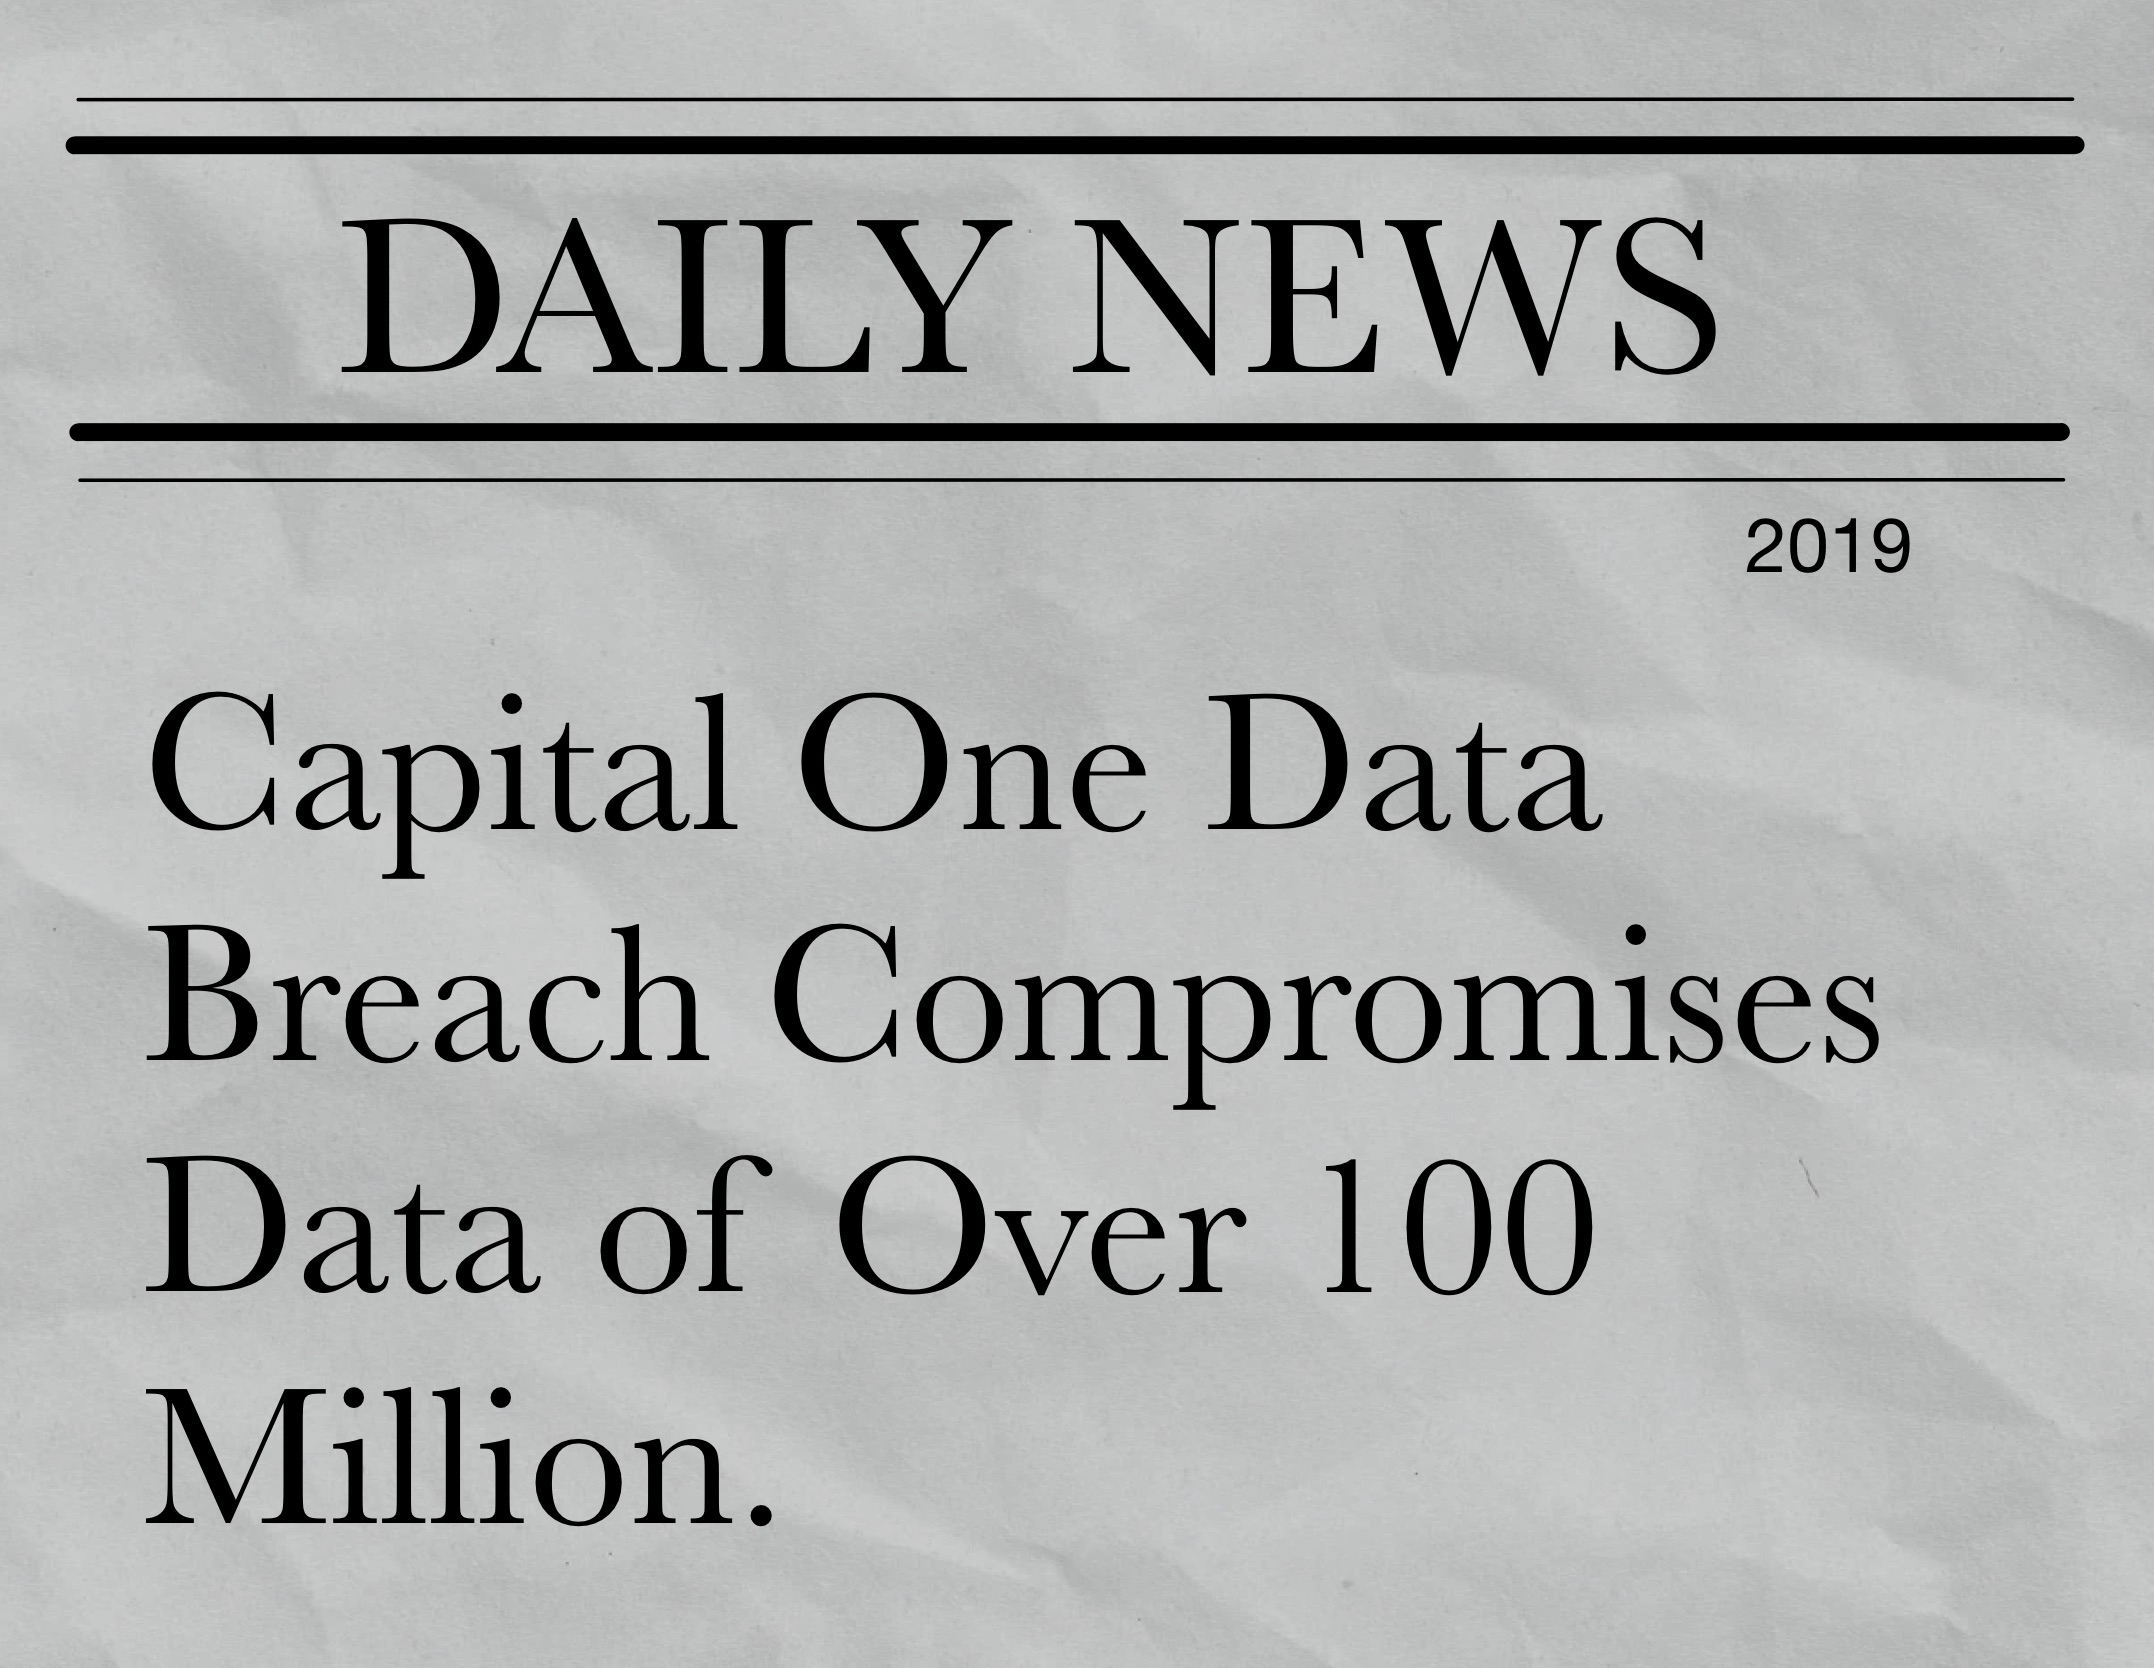 DAILY NEWS
2019
Capital One Data
Breach Compromises
Data of Over 100
Million.